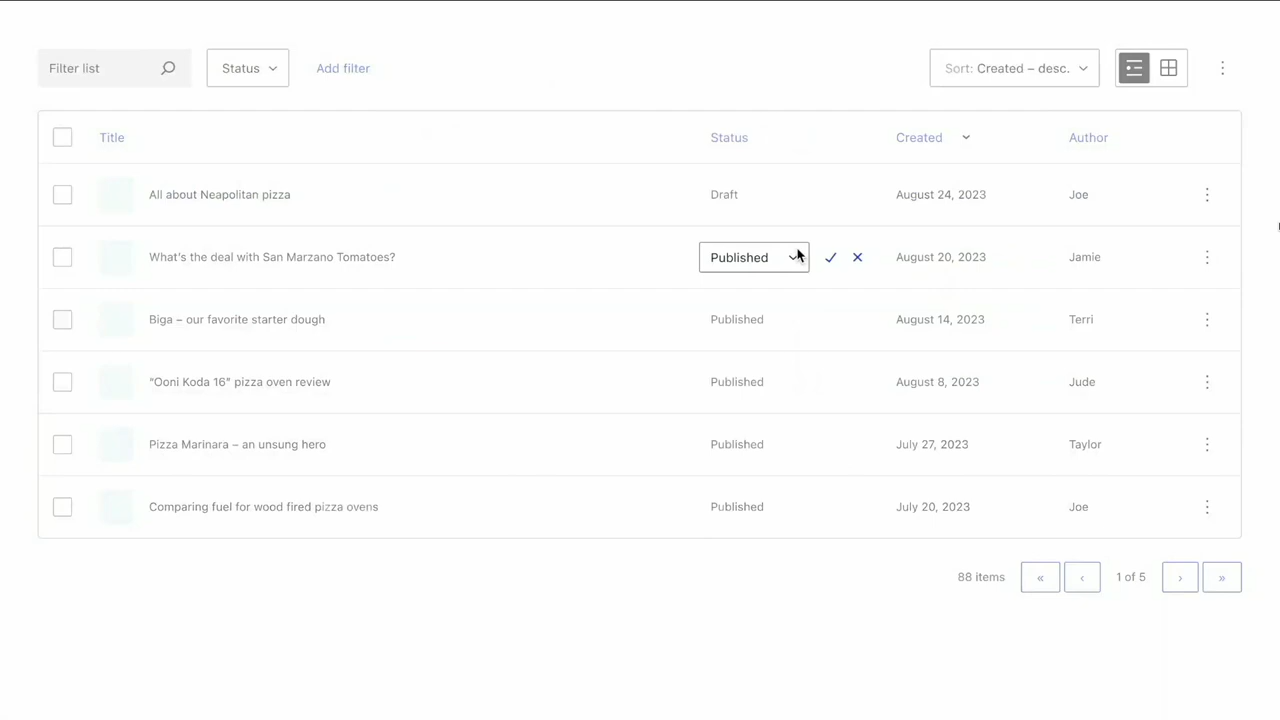 Filter list
Status
Add filter
Sort: Created – desc.
Title Status Created Author
All about Neapolitan pizza Draft August 24, 2023 Joe
What's the deal with San Marzano Tomatoes? Published August 20, 2023 Jamie
Biga – our favorite starter dough Published August 14, 2023 Terri
“Ooni Koda 16” pizza oven review Published August 8, 2023 Jude
Pizza Marinara – an unsung hero Published July 27, 2023 Taylor
Comparing fuel for wood fired pizza ovens Published July 20, 2023 Joe
88 items « ‹ 1 of 5 › »